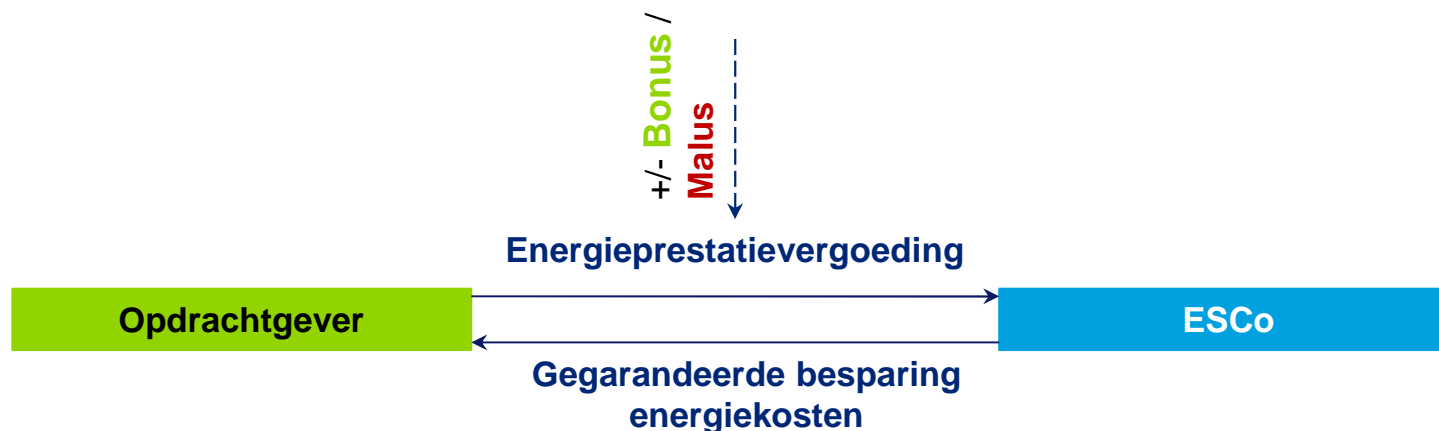 +/- Bonus /
Malus
Energieprestatievergoeding
Opdrachtgever
ESCo
Gegarandeerde besparing
energiekosten